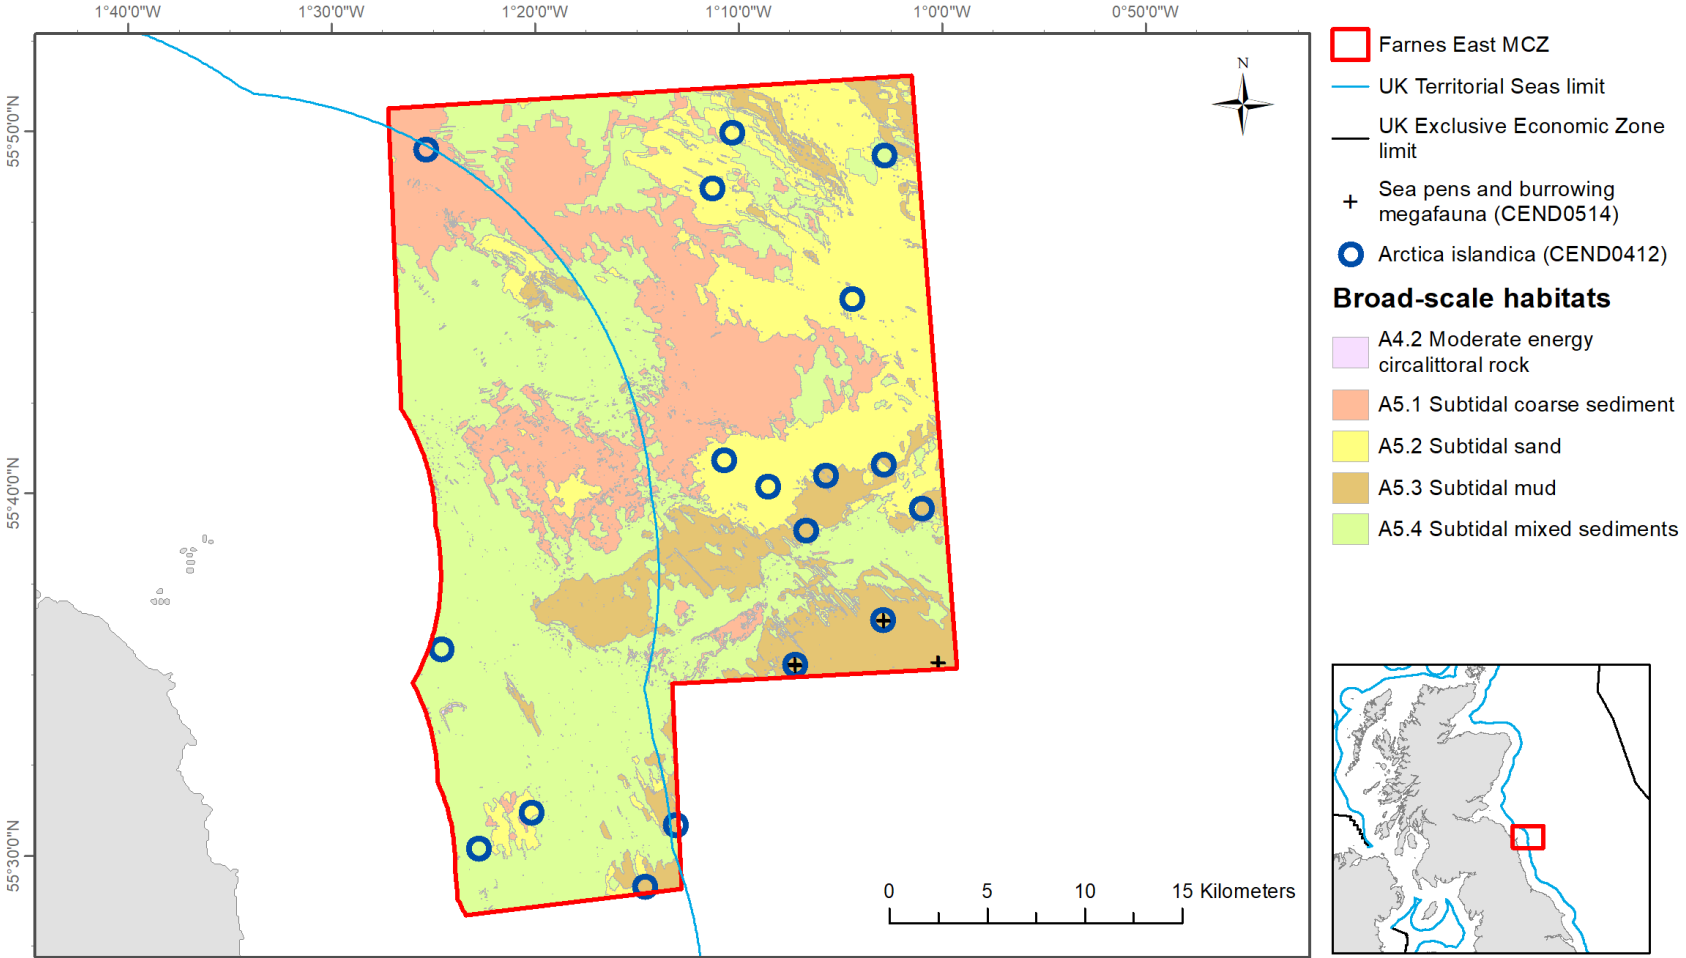 1°40'0"W 1°30'0"W 1°20'0"W 1°10'0"W 1°0'0"W 0°50'0"W
55°50'0"N
55°40'0"N
55°30'0"N
N
0 5 10 15 Kilometers
Farnes East MCZ
UK Territorial Seas limit
UK Exclusive Economic Zone
limit
Sea pens and burrowing
megafauna (CEND0514)
Arctica islandica (CEND0412)
Broad-scale habitats
A4.2 Moderate energy
circalittoral rock
A5.1 Subtidal coarse sediment
A5.2 Subtidal sand
A5.3 Subtidal mud
A5.4 Subtidal mixed sediments